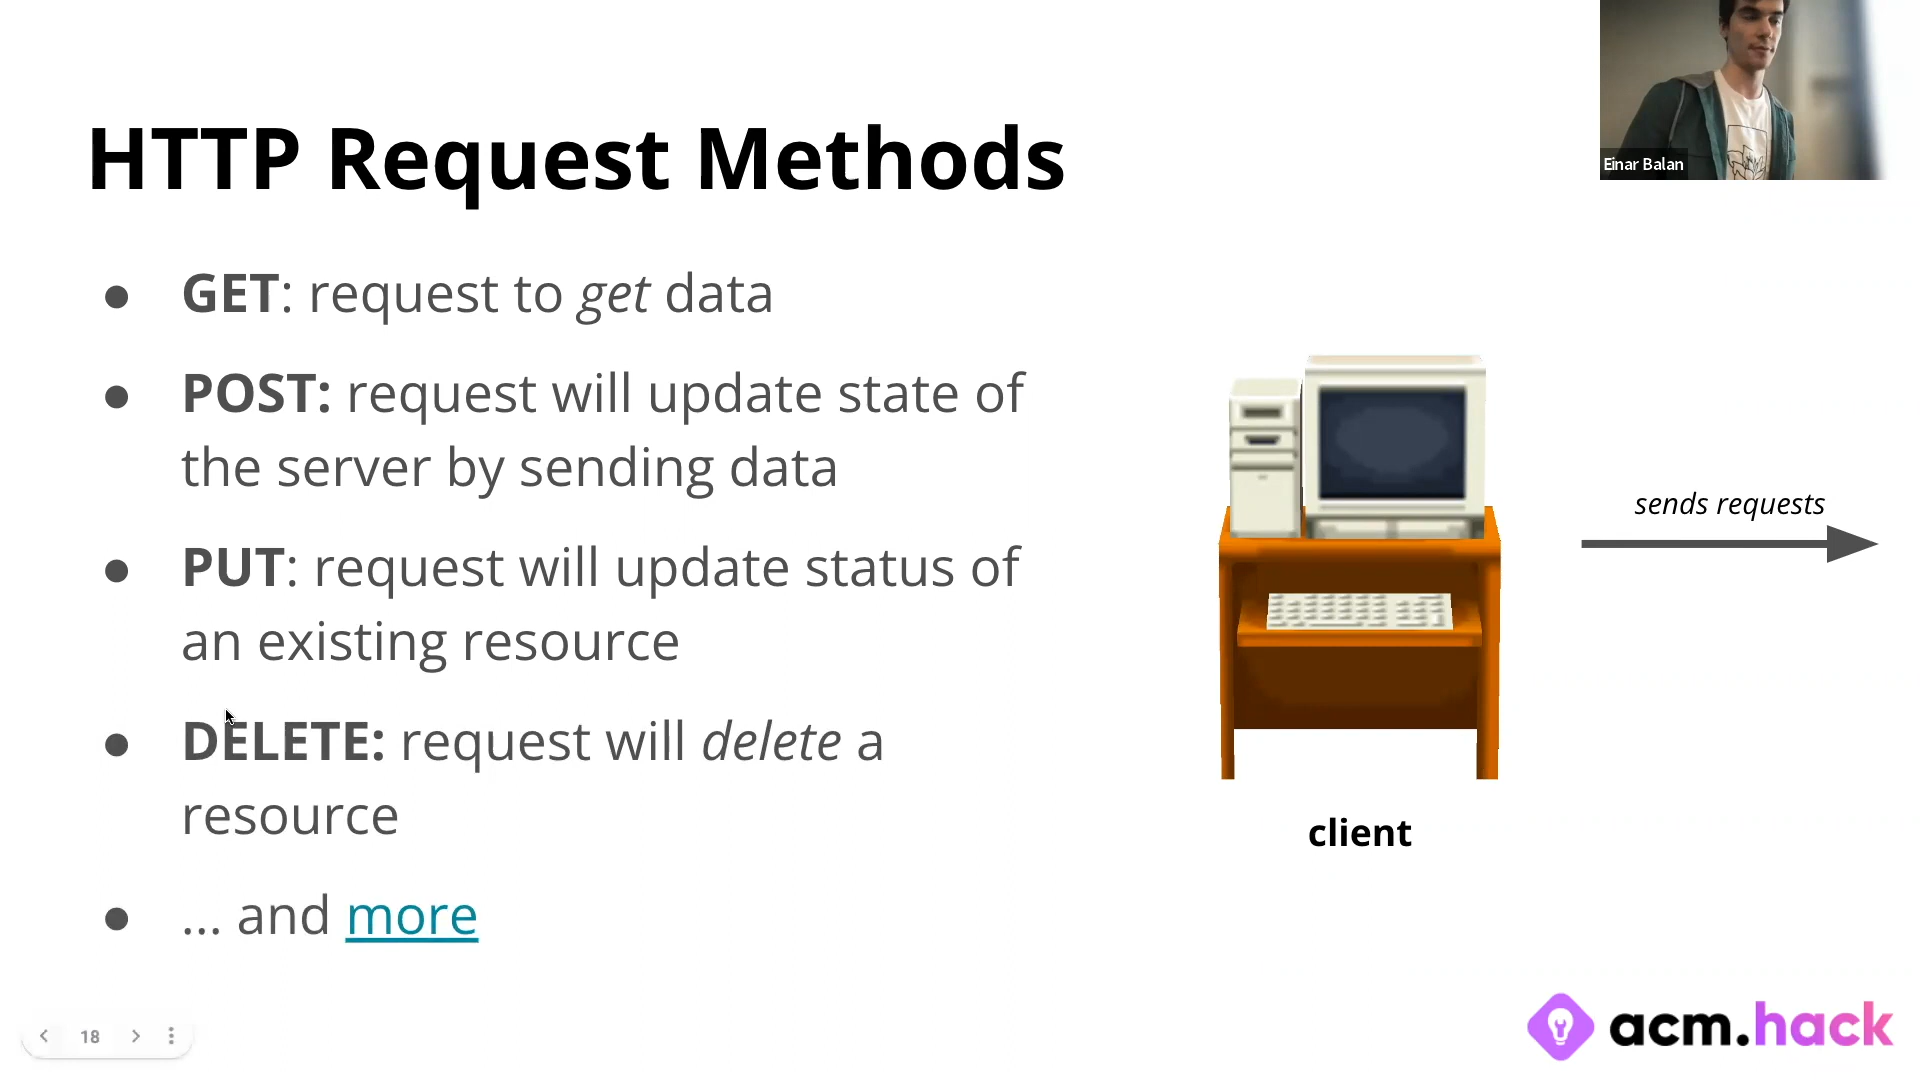 HTTP Request Methods
Einar Balan
● GET: request to get data
● POST: request will update state of
the server by sending data
● PUT: request will update status of
an existing resource
● DELETE: request will delete a
resource
● ... and more
sends requests
client
18
acm.hack